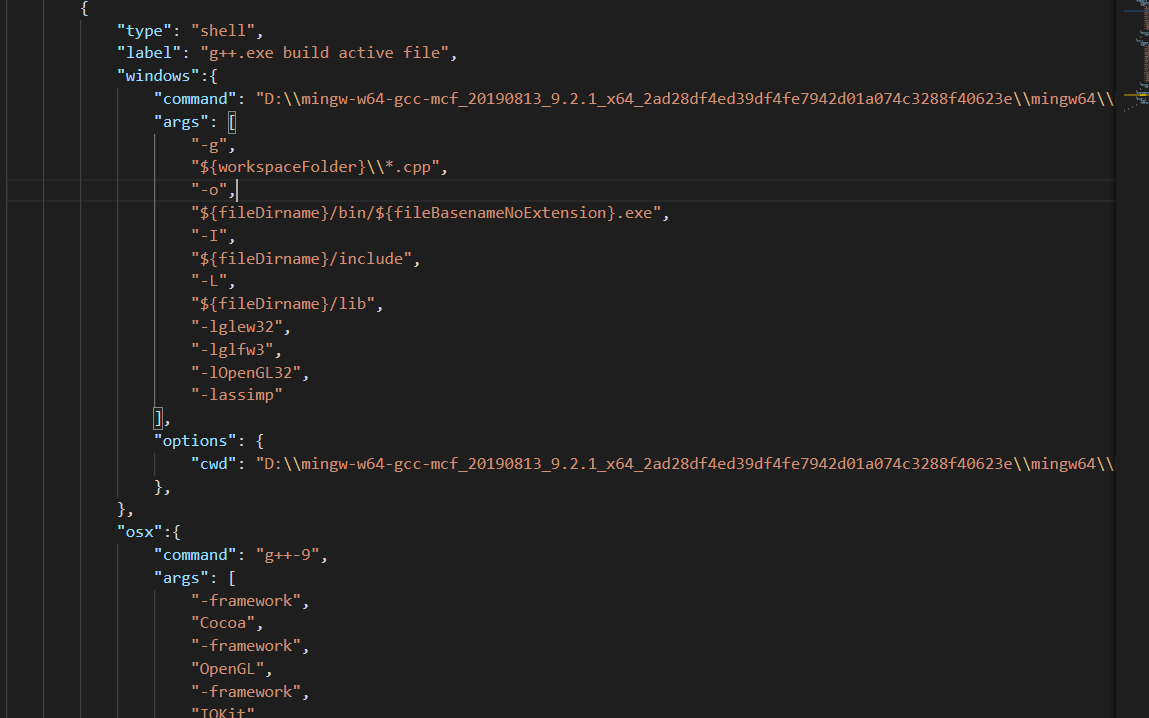 {
"type": "shell",
"label": "g++.exe build active file",
"windows":{
"command": "D:\\mingw-w64-gcc-mcf_20190813_9.2.1_x64_2ad28df4ed39df4fe7942d01a074c3288f40623e\\mingw64\\
"args": [
"-g",
"${workspaceFolder}\\*.cpp",
"-o",
"${fileDirname}/bin/${fileBasenameNoExtension}.exe",
"-I",
"${fileDirname}/include",
"-L",
"${fileDirname}/lib",
"-lglew32",
"-lglfw3",
"-lOpenGL32",
"-lassimp"
],
"options": {
"cwd": "D:\\mingw-w64-gcc-mcf_20190813_9.2.1_x64_2ad28df4ed39df4fe7942d01a074c3288f40623e\\mingw64\\
},
},
"osx":{
"command": "g++-9",
"args": [
"-framework",
"Cocoa",
"-framework",
"OpenGL",
"-framework",
"IOKit"